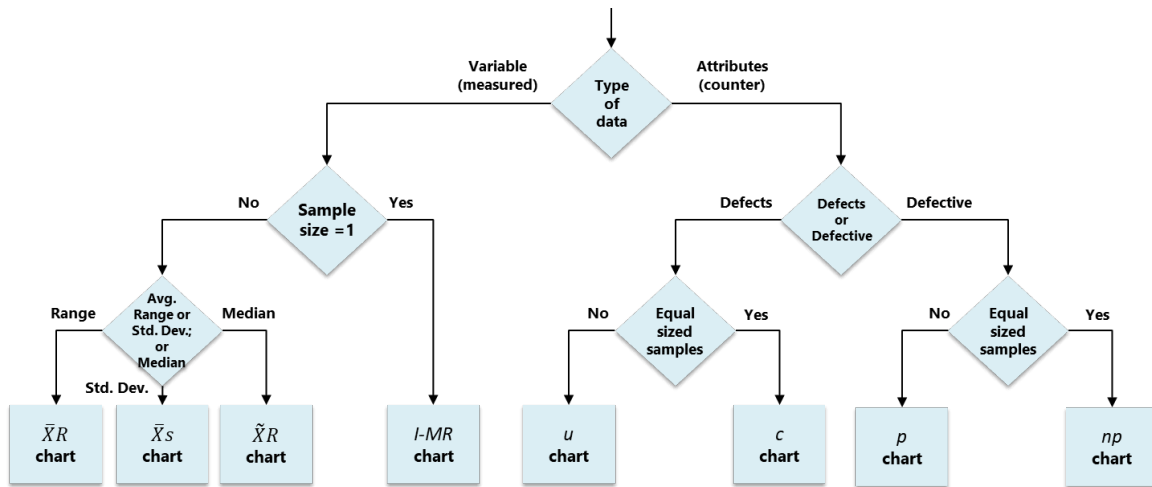 Variable
(measured)
Type
of
data
Attributes
(counter)
No
Sample
size =1
Yes
Defects
Defects
or
Defective
Defective
Range
Avg.
Range or
Std. Dev.;
or
Median
Median
Std. Dev.
No
Equal
sized
samples
Yes
No
Equal
sized
samples
Yes
X̄R
chart
X̄s
chart
X̃R
chart
I-MR
chart
u
chart
c
chart
p
chart
np
chart